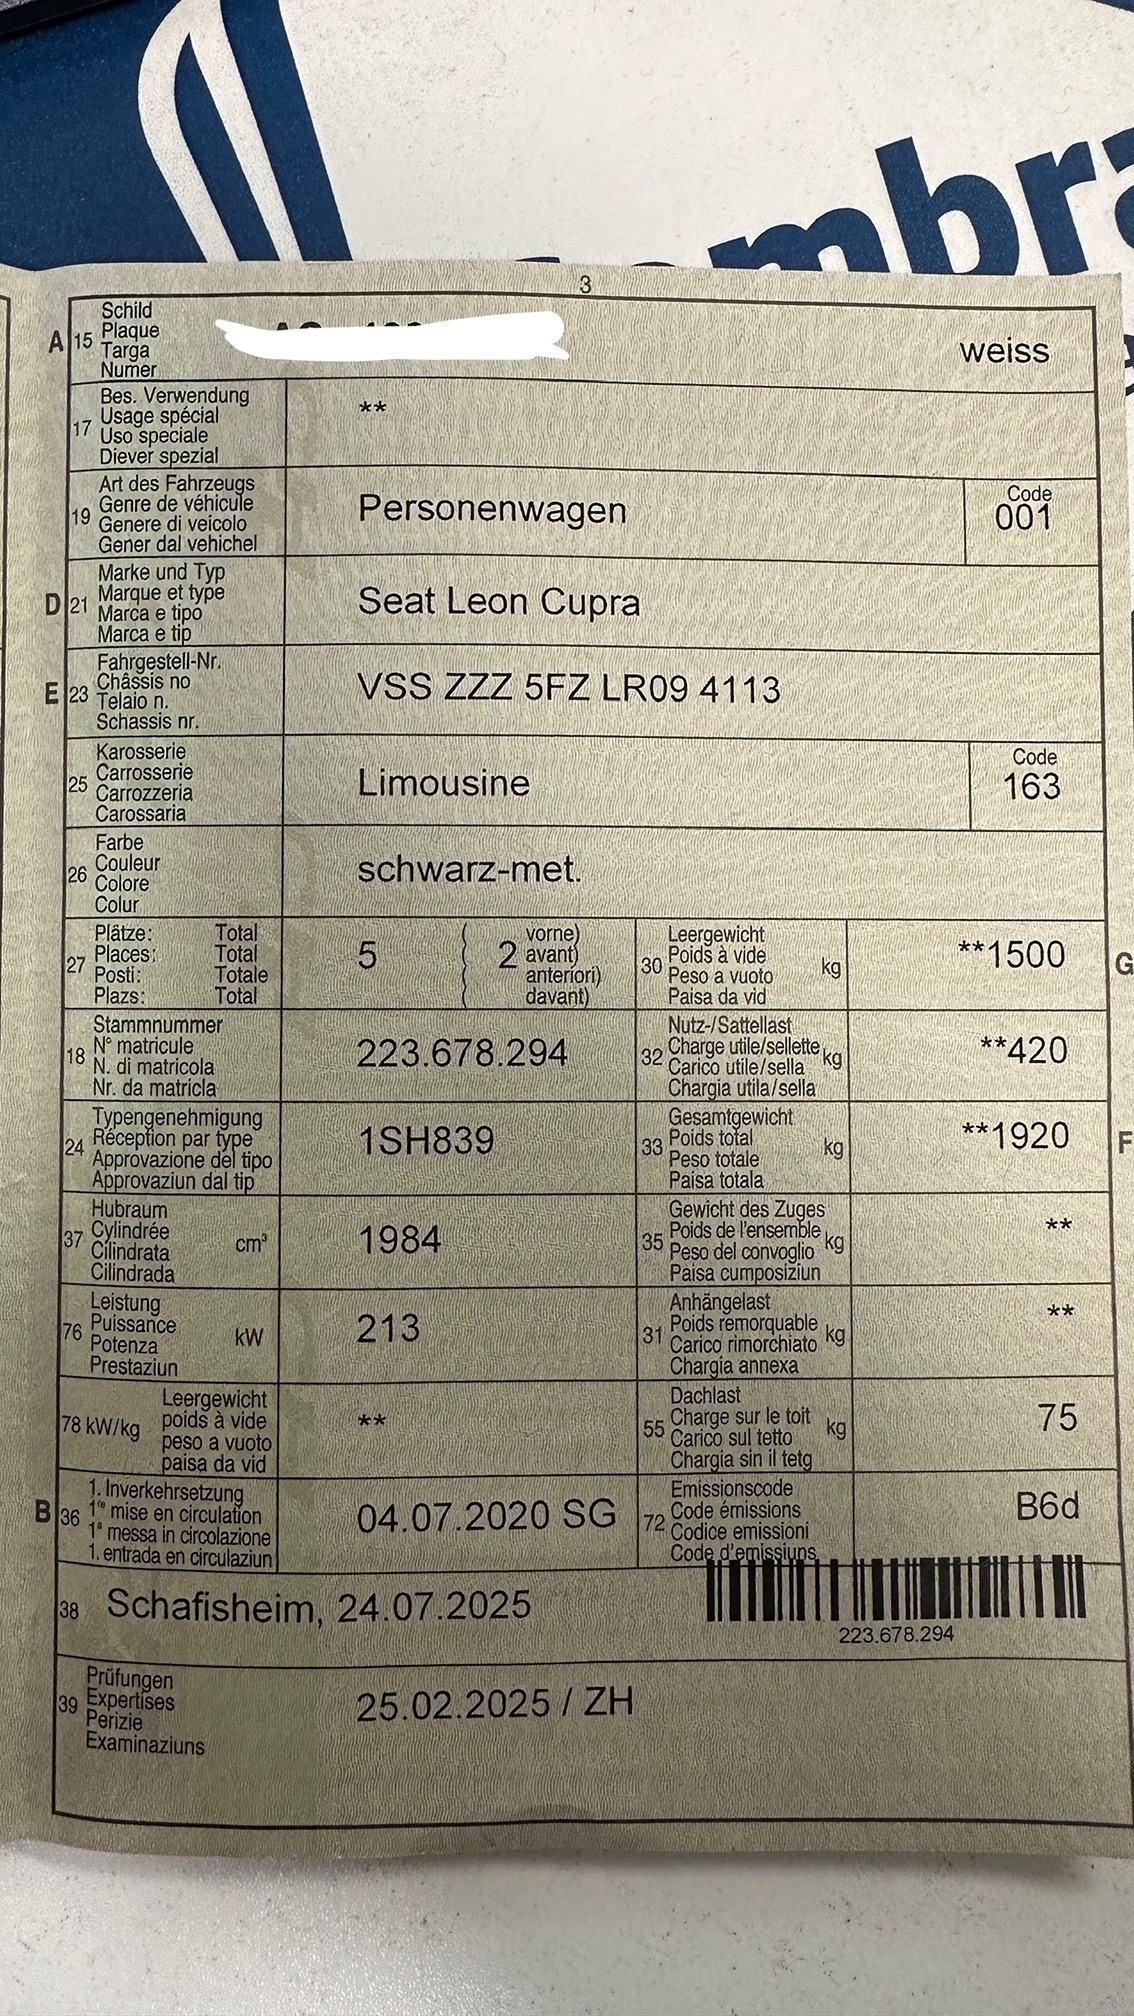 mbra
3
A 15 Schild
Plaque
Targa
Numer
weiss
17 Bes. Verwendung
Usage spécial
Uso speciale
Diever spezial
**
19 Art des Fahrzeugs
Genre de véhicule
Genere di veicolo
Gener dal vehichel
Personenwagen
Code
001
D 21 Marke und Typ
Marque et type
Marca e tipo
Marca e tip
Seat Leon Cupra
E 23 Fahrgestell-Nr.
Châssis no
Telaio n.
Schassis nr.
VSS ZZZ 5FZ LR09 4113
25 Karosserie
Carrosserie
Carrozzeria
Carossaria
Limousine
Code
163
26 Farbe
Couleur
Colore
Colur
schwarz-met.
27 Plätze: Total
Places: Total
Posti: Totale
Plazs: Total
5 ( 2 vorne)
( avant)
( anteriori)
( davant)
30 Leergewicht
Poids à vide
Peso a vuoto kg
Paisa da vid
**1500
G
18 Stammnummer
N° matricule
N. di matricola
Nr. da matricla
223.678.294
32 Nutz-/Sattellast
Charge utile/sellette kg
Carico utile/sella
Chargia utila/sella
**420
24 Typengenehmigung
Réception par type
Approvazione del tipo
Approvaziun dal tip
1SH839
33 Gesamtgewicht
Poids total kg
Peso totale
Paisa totala
**1920
F
37 Hubraum
Cylindrée
Cilindrata cm³
Cilindrada
1984
35 Gewicht des Zuges
Poids de l'ensemble kg
Peso del convoglio
Paisa cumposiziun
**
76 Leistung
Puissance
Potenza kW
Prestaziun
213
31 Anhängelast
Poids remorquable kg
Carico rimorchiato
Chargia annexa
**
78 kW/kg Leergewicht
poids à vide
peso a vuoto
paisa da vid
**
55 Dachlast
Charge sur le toit kg
Carico sul tetto
Chargia sin il tetg
75
B 36 1. Inverkehrsetzung
1re mise en circulation
1a messa in circolazione
1. entrada en circulaziun
04.07.2020 SG
72 Emissionscode
Code émissions
Codice emissioni
Code d'emissiuns
B6d
38 Schafisheim, 24.07.2025
223.678.294
39 Prüfungen
Expertises
Perizie
Examinaziuns
25.02.2025 / ZH